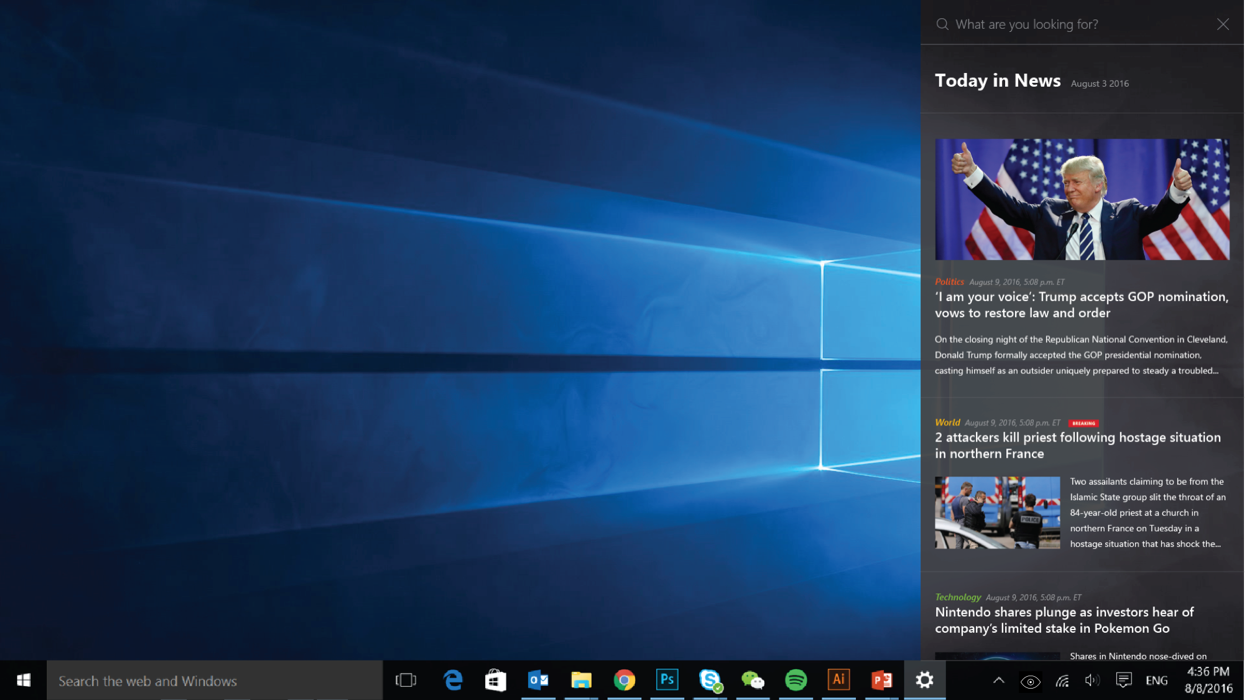 What are you looking for?
Today in News August 3 2016
Politics August 9, 2016, 5:08 p.m. ET
‘I am your voice’: Trump accepts GOP nomination,
vows to restore law and order
On the closing night of the Republican National Convention in Cleveland,
Donald Trump formally accepted the GOP presidential nomination,
casting himself as an outsider uniquely prepared to steady a troubled...
World August 9, 2016, 5:08 p.m. ET BREAKING
2 attackers kill priest following hostage situation
in northern France
POLICE
Two assailants claiming to be from the
Islamic State group slit the throat of an
84-year-old priest at a church in
northern France on Tuesday in a
hostage situation that has shock the...
Technology August 9, 2016, 5:08 p.m. ET
Nintendo shares plunge as investors hear of
company’s limited stake in Pokemon Go
Shares in Nintendo nose-dived on
Search the web and Windows
Ps
Ai
ENG
4:36 PM
8/8/2016